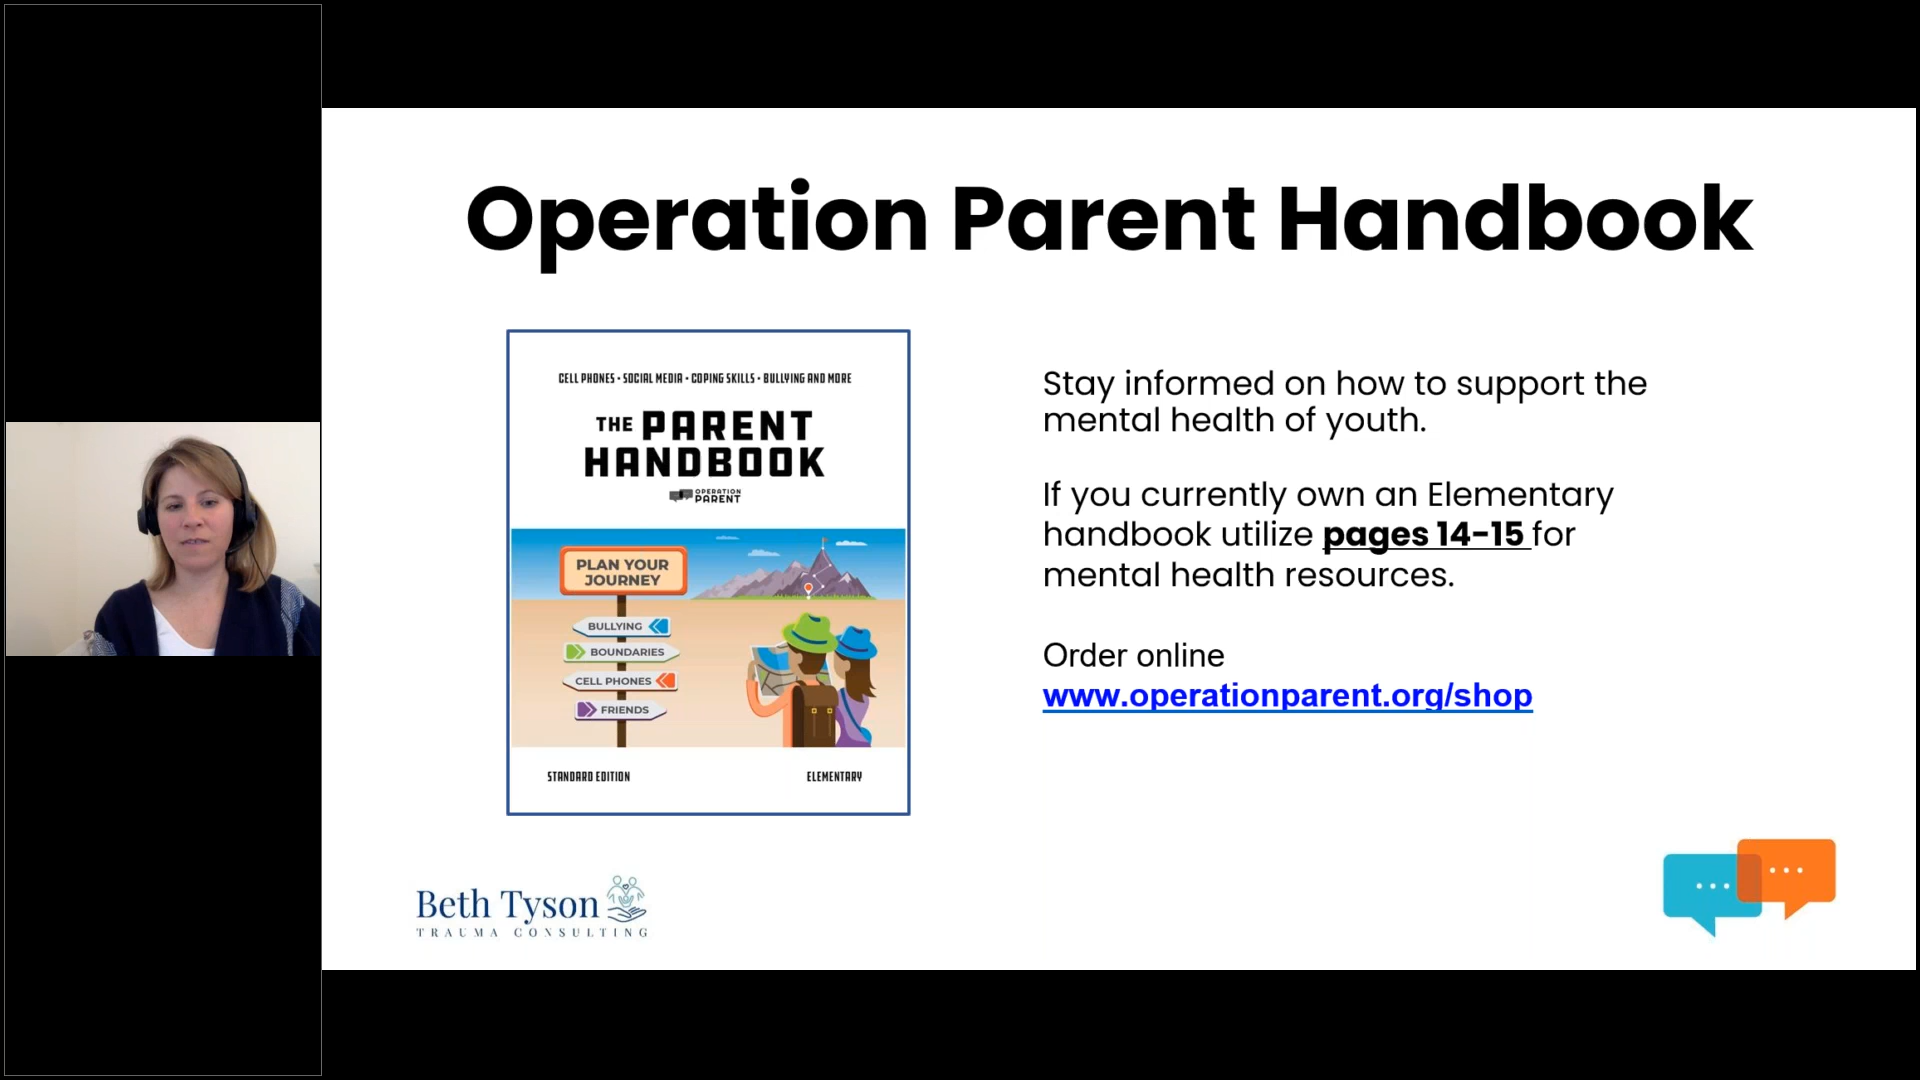 Operation Parent Handbook
CELL PHONES • SOCIAL MEDIA • COPING SKILLS • BULLYING AND MORE
THE PARENT
HANDBOOK
OPERATION
PARENT
PLAN YOUR
JOURNEY
BULLYING
BOUNDARIES
CELL PHONES
FRIENDS
STANDARD EDITION
ELEMENTARY
Stay informed on how to support the
mental health of youth.
If you currently own an Elementary
handbook utilize pages 14-15 for
mental health resources.
Order online
www.operationparent.org/shop
Beth Tyson
TRAUMA CONSULTING